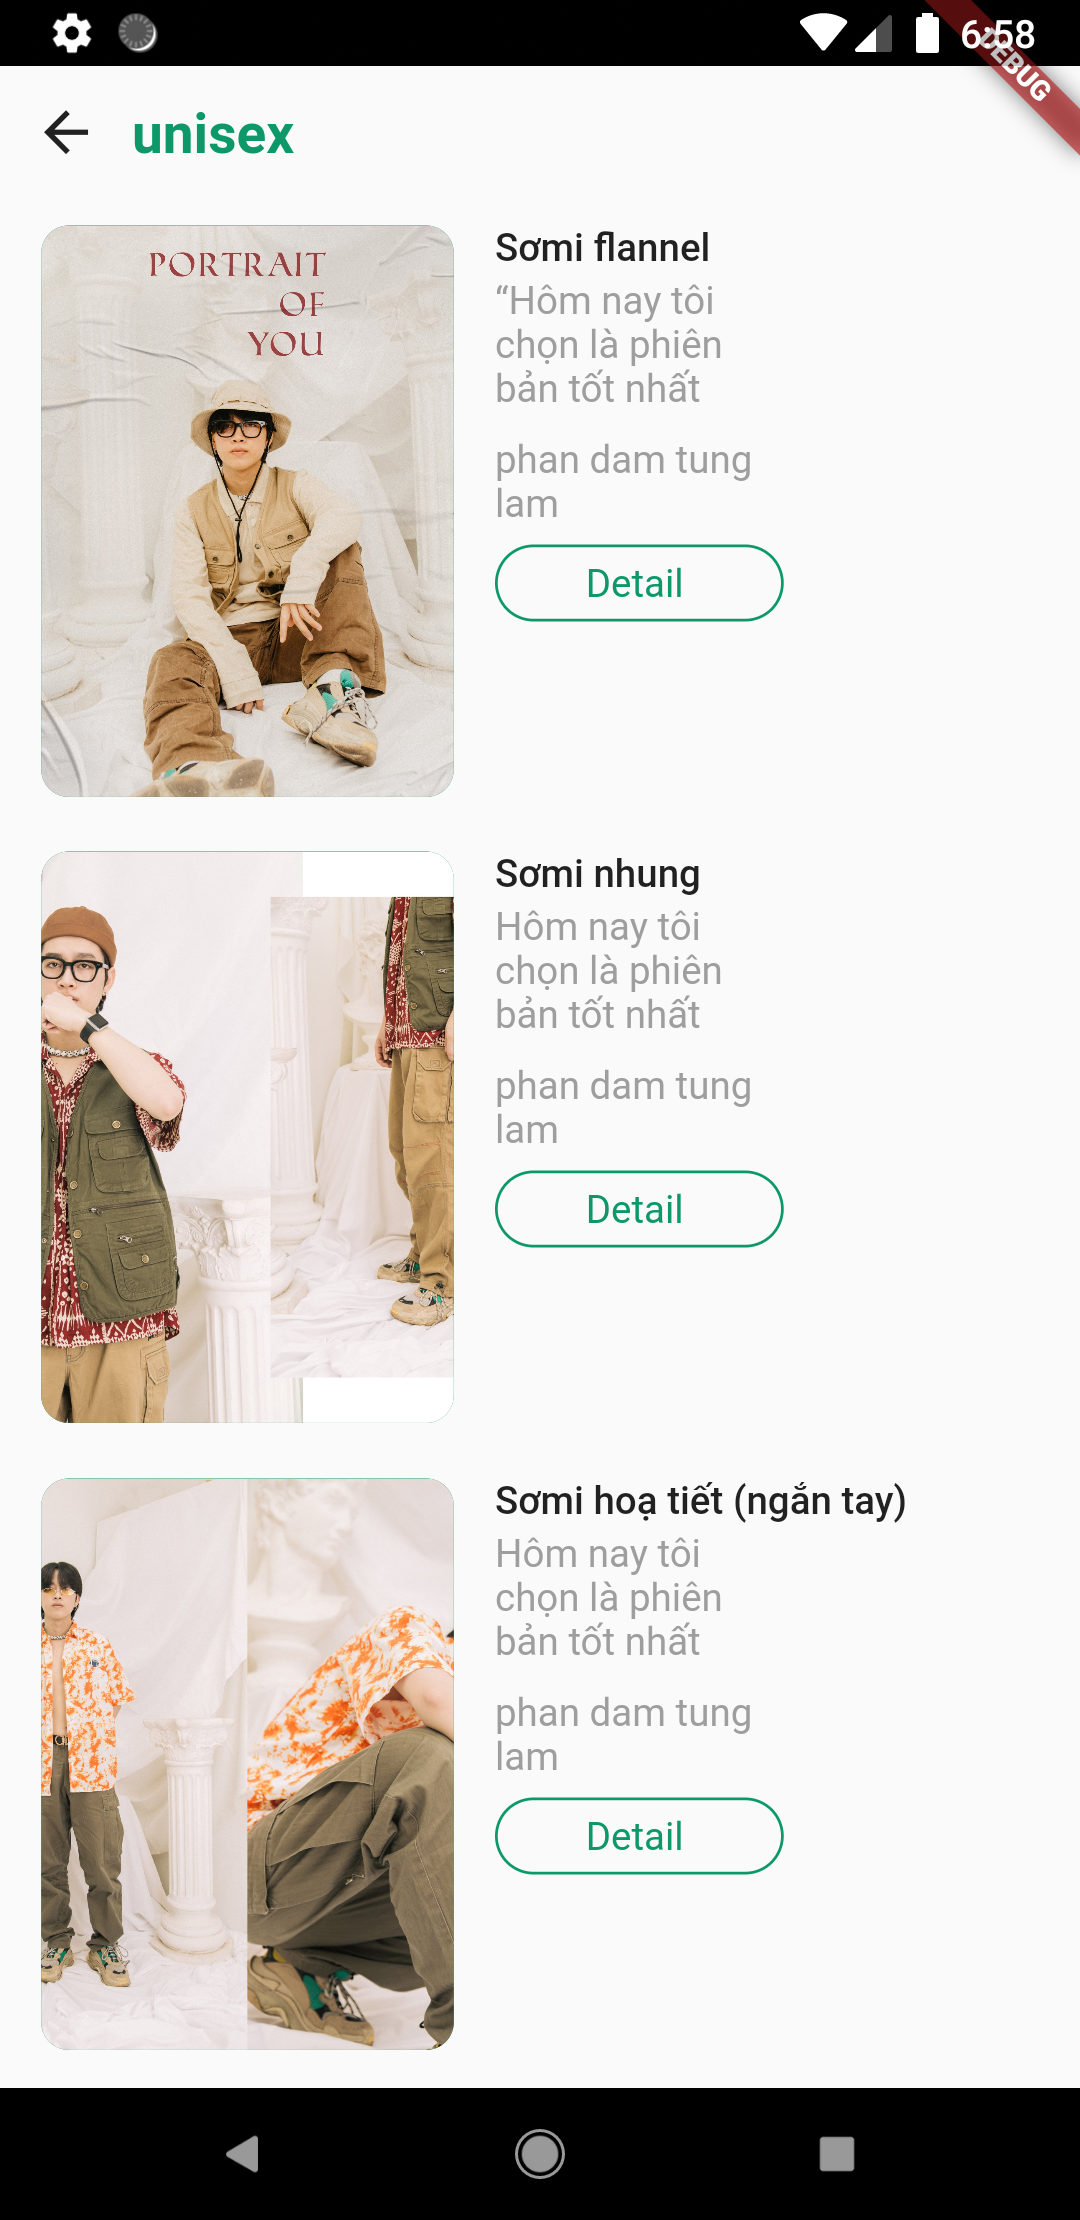 6:58
DEBUG
unisex
PORTRAIT
OF
YOU
Sơmi flannel
“Hôm nay tôi
chọn là phiên
bản tốt nhất
phan dam tung
lam
Detail
Sơmi nhung
Hôm nay tôi
chọn là phiên
bản tốt nhất
phan dam tung
lam
Detail
Sơmi hoạ tiết (ngắn tay)
Hôm nay tôi
chọn là phiên
bản tốt nhất
phan dam tung
lam
Detail